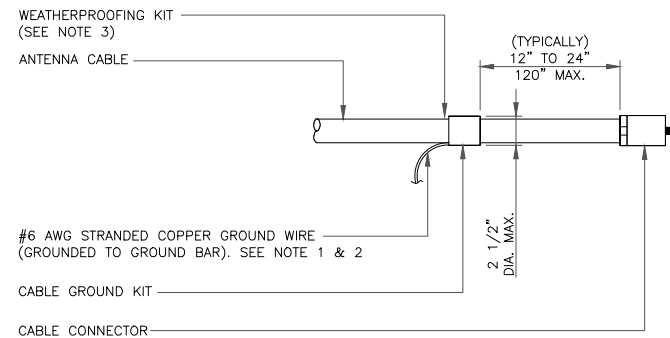 WEATHERPROOFING KIT
(SEE NOTE 3)
ANTENNA CABLE
(TYPICALLY)
12" TO 24"
120" MAX.
2 1/2"
DIA. MAX.
#6 AWG STRANDED COPPER GROUND WIRE
(GROUNDED TO GROUND BAR). SEE NOTE 1 & 2
CABLE GROUND KIT
CABLE CONNECTOR